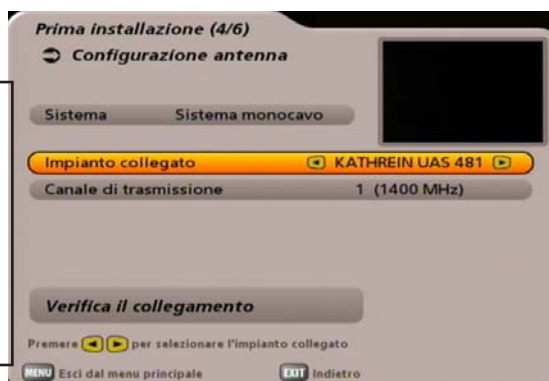 Prima installazione (4/6)
Configurazione antenna
Sistema Sistema monocavo
Impianto collegato KATHREIN UAS 481
Canale di trasmissione 1 (1400 MHz)
Verifica il collegamento
Premere per selezionare l'impianto collegato
MENU Esci dal menu principale EXIT Indietro